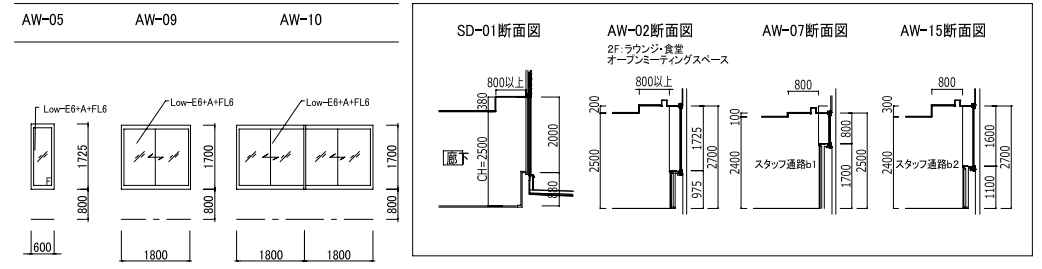 AW-05
AW-09
AW-10
Low-E6+A+FL6
Low-E6+A+FL6
Low-E6+A+FL6
F
1725
800
1700
800
1700
800
600
1800
1800
1800
SD-01断面図
AW-02断面図
AW-07断面図
AW-15断面図
2F:ラウンジ・食堂
オープンミーティングスペース
800以上
380
2000
廊下
CH=2500
880
800以上
200
1725
2700
2500
975
800
100
800
2500
2400
スタッフ通路b1
1700
800
300
1600
2700
2400
スタッフ通路b2
1100